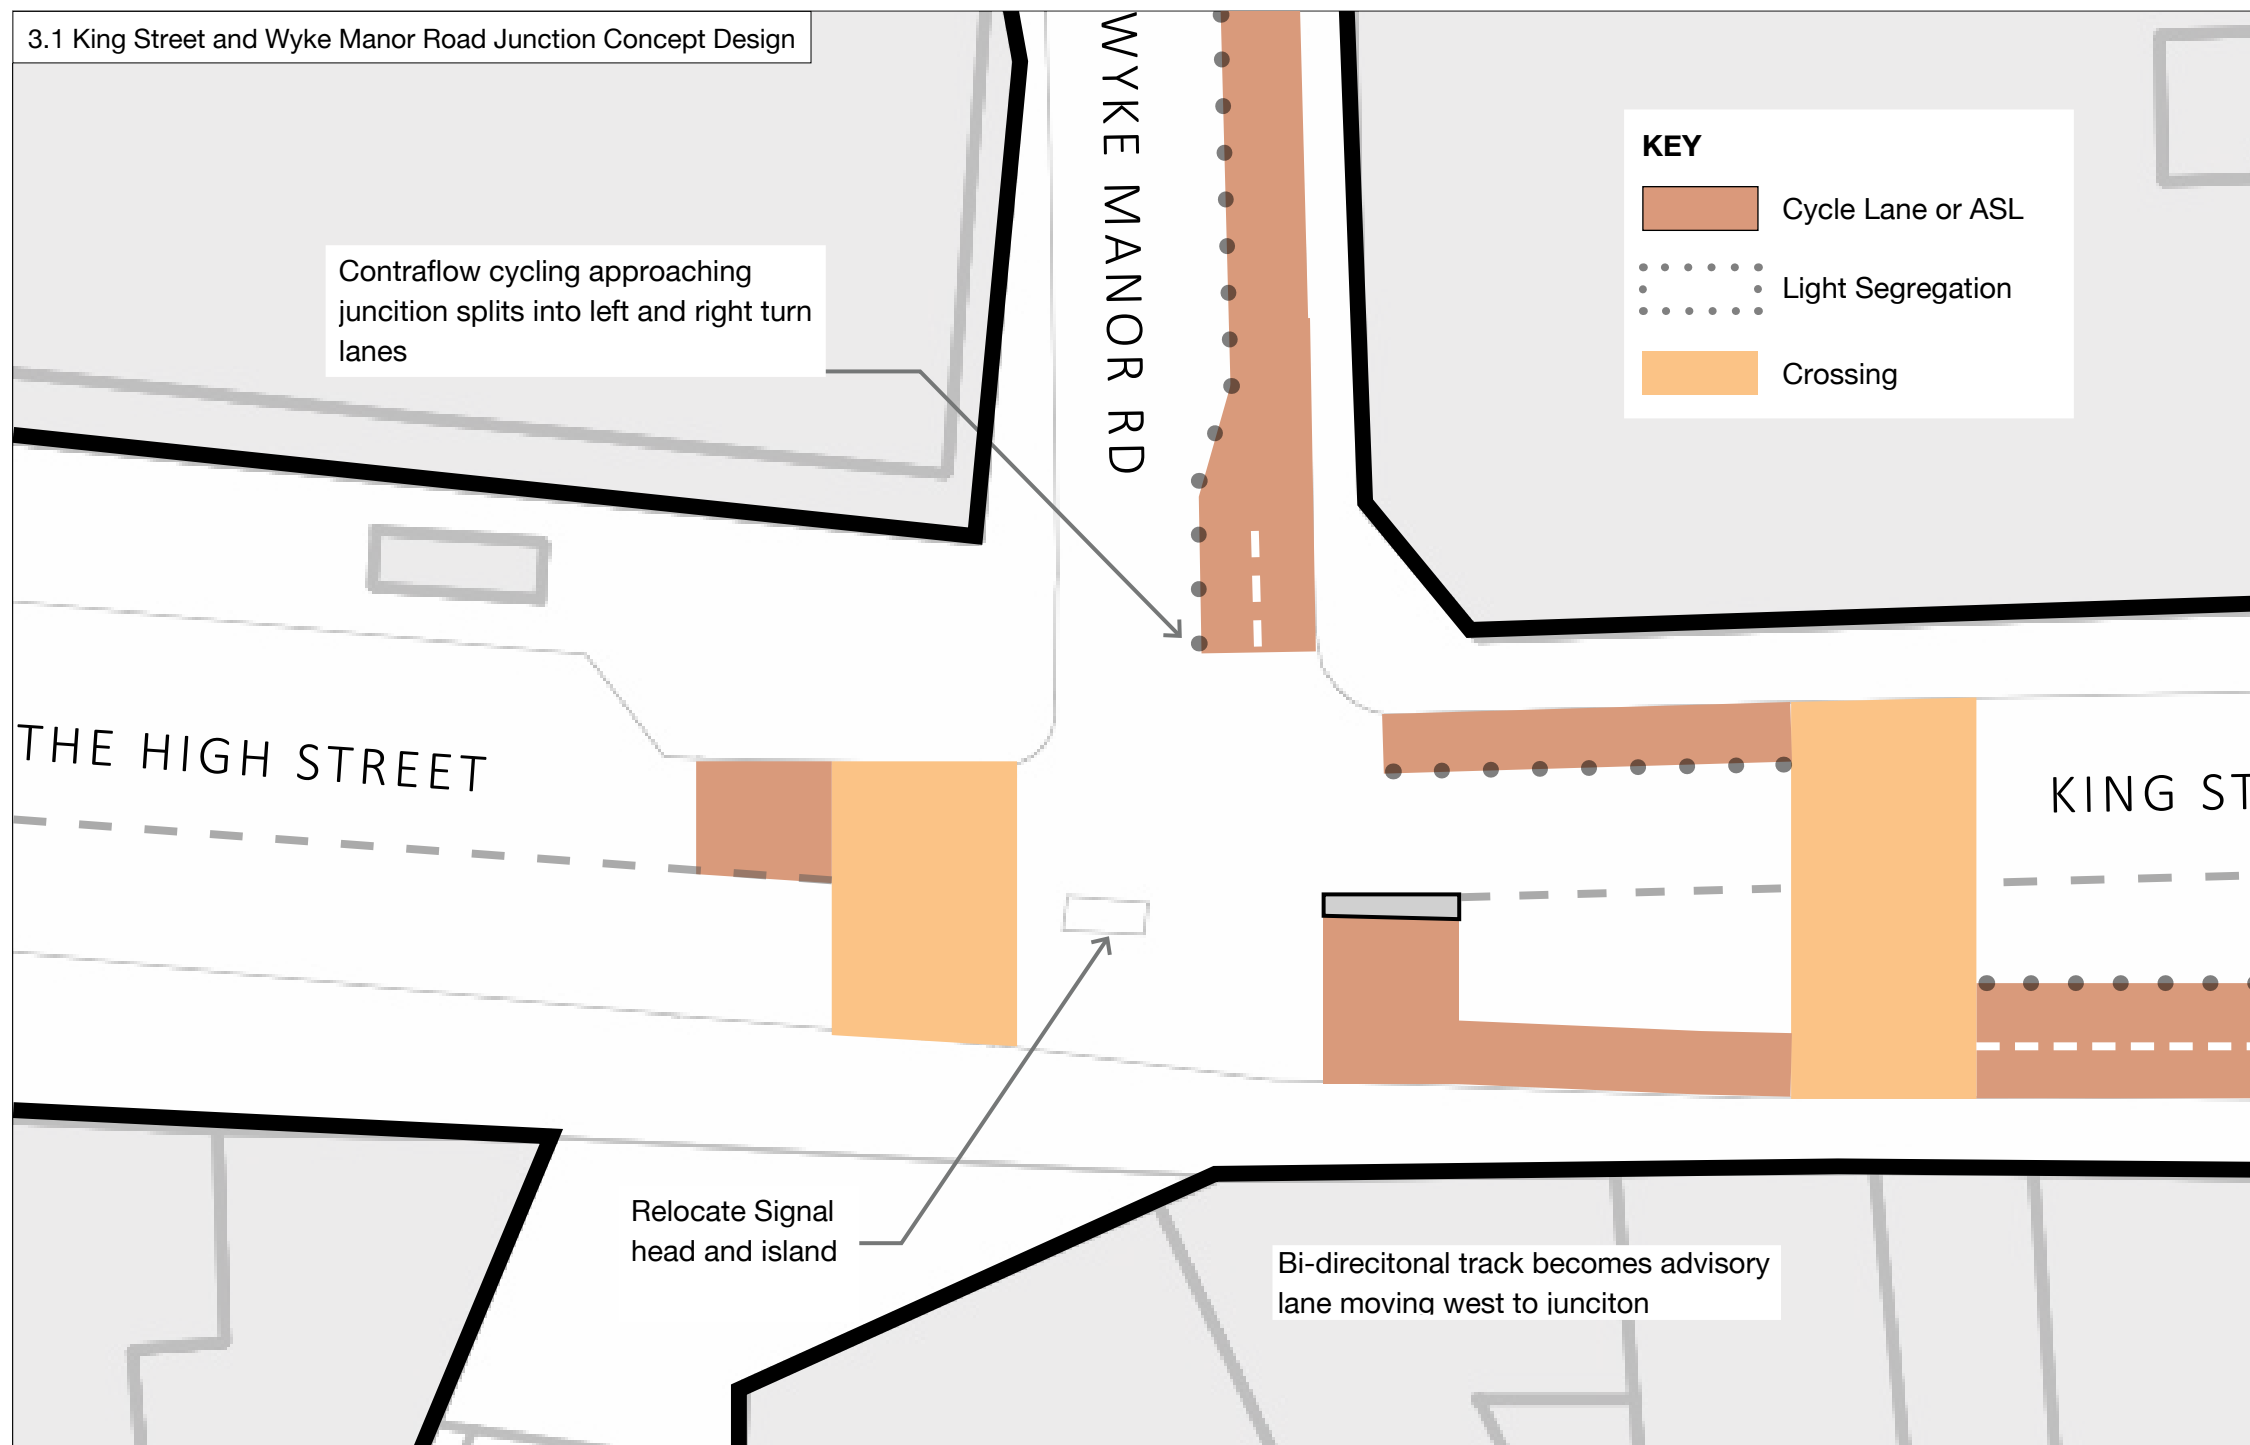 3.1 King Street and Wyke Manor Road Junction Concept Design
WYKE MANOR RD
KEY
Cycle Lane or ASL
Light Segregation
Crossing
Contraflow cycling approaching
juncition splits into left and right turn
lanes
THE HIGH STREET
KING ST
Relocate Signal
head and island
Bi-direcitonal track becomes advisory
lane moving west to junciton